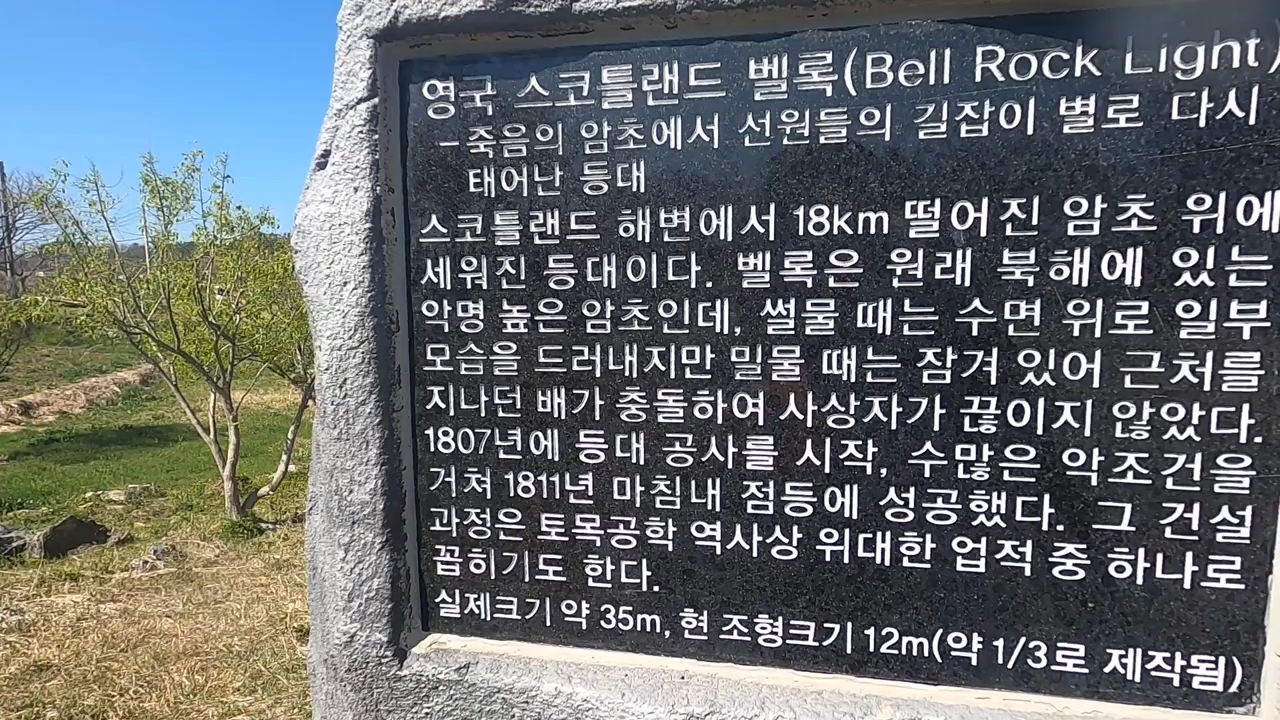 영국 스코틀랜드 벨록(Bell Rock Light)
-죽음의 암초에서 선원들의 길잡이 별로 다시
태어난 등대
스코틀랜드 해변에서 18km 떨어진 암초 위에
세워진 등대이다. 벨록은 원래 북해에 있는
악명 높은 암초인데, 썰물 때는 수면 위로 일부
모습을 드러내지만 밀물 때는 잠겨 있어 근처를
지나던 배가 충돌하여 사상자가 끊이지 않았다.
1807년에 등대 공사를 시작, 수많은 악조건을
거쳐 1811년 마침내 점등에 성공했다. 그 건설
과정은 토목공학 역사상 위대한 업적 중 하나로
꼽히기도 한다.
실제크기 약 35m, 현 조형크기 12m(약 1/3로 제작됨)